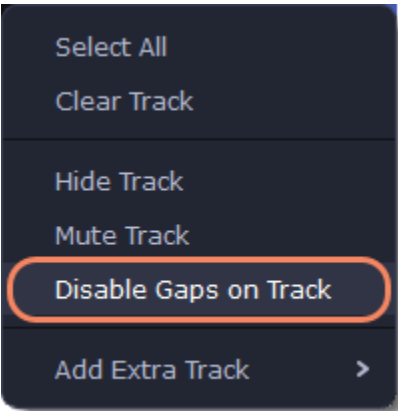 Select All
Clear Track
Hide Track
Mute Track
Disable Gaps on Track
Add Extra Track